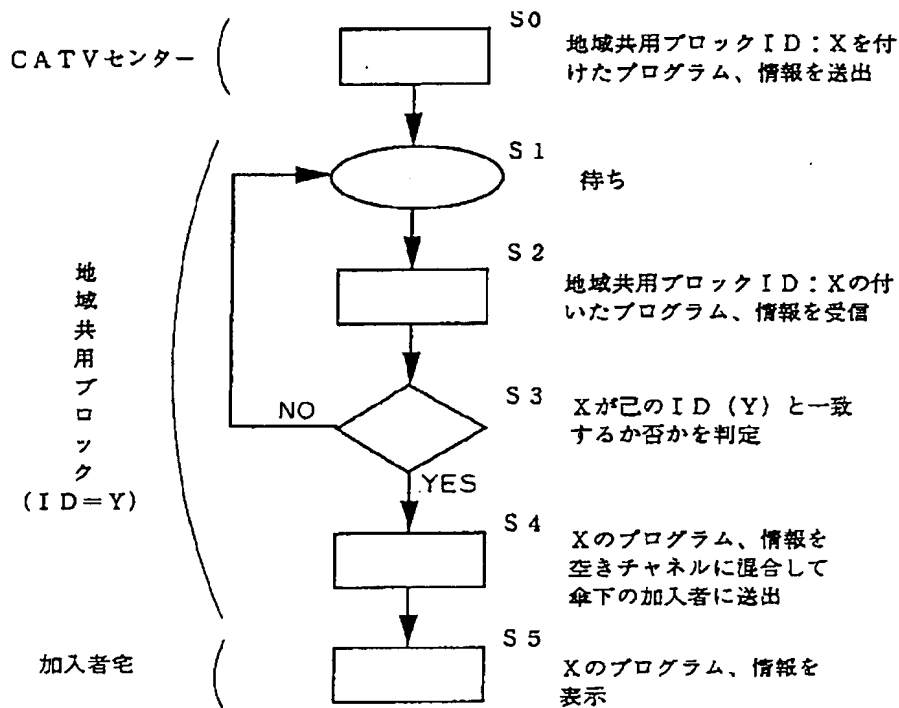 S0
地域共用ブロックID:Xを付
けたプログラム、情報を送出
CATVセンター
S1
待ち
S2
地域共用ブロックID:Xの付
いたプログラム、情報を受信
地域共用ブロック
(ID=Y)
S3
Xが己のID(Y)と一致
するか否かを判定
NO
YES
S4
Xのプログラム、情報を
空きチャネルに混合して
傘下の加入者に送出
加入者宅
S5
Xのプログラム、情報を
表示